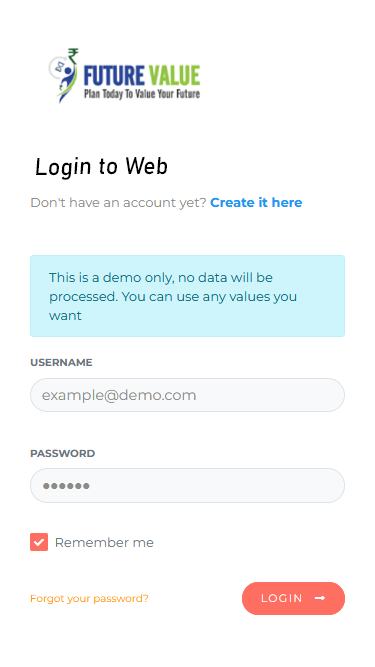 FUTURE VALUE
Plan Today To Value Your Future
Login to Web
Don't have an account yet? Create it here
This is a demo only, no data will be
processed. You can use any values you
want
USERNAME
example@demo.com
PASSWORD
••••••
Remember me
Forgot your password?
LOGIN